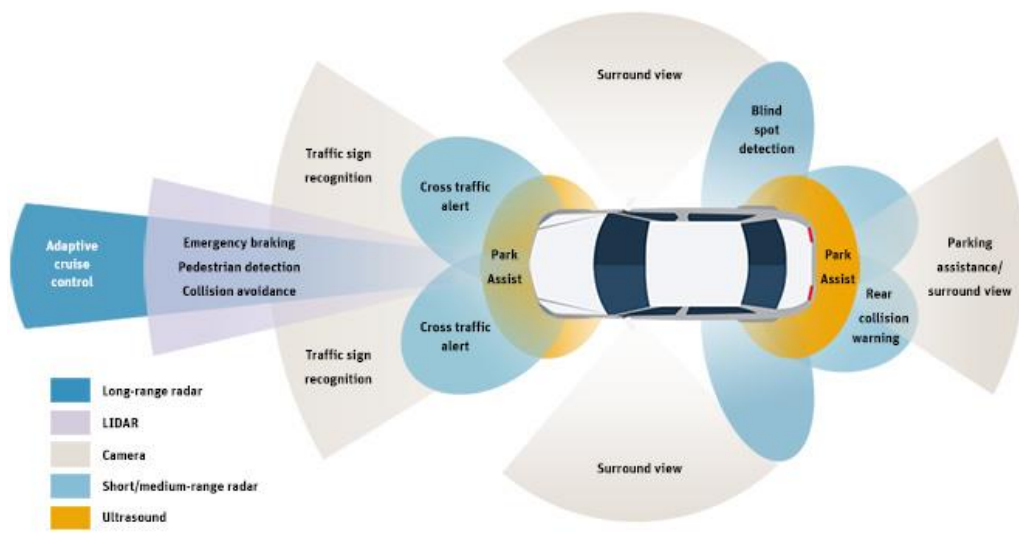 Surround view
Blind
spot
detection
Traffic sign
recognition
Cross traffic
alert
Adaptive
cruise
control
Emergency braking
Pedestrian detection
Collision avoidance
Park
Assist
Park
Assist
Parking
assistance/
surround view
Rear
collision
warning
Cross traffic
alert
Traffic sign
recognition
Surround view
Long-range radar
LIDAR
Camera
Short/medium-range radar
Ultrasound